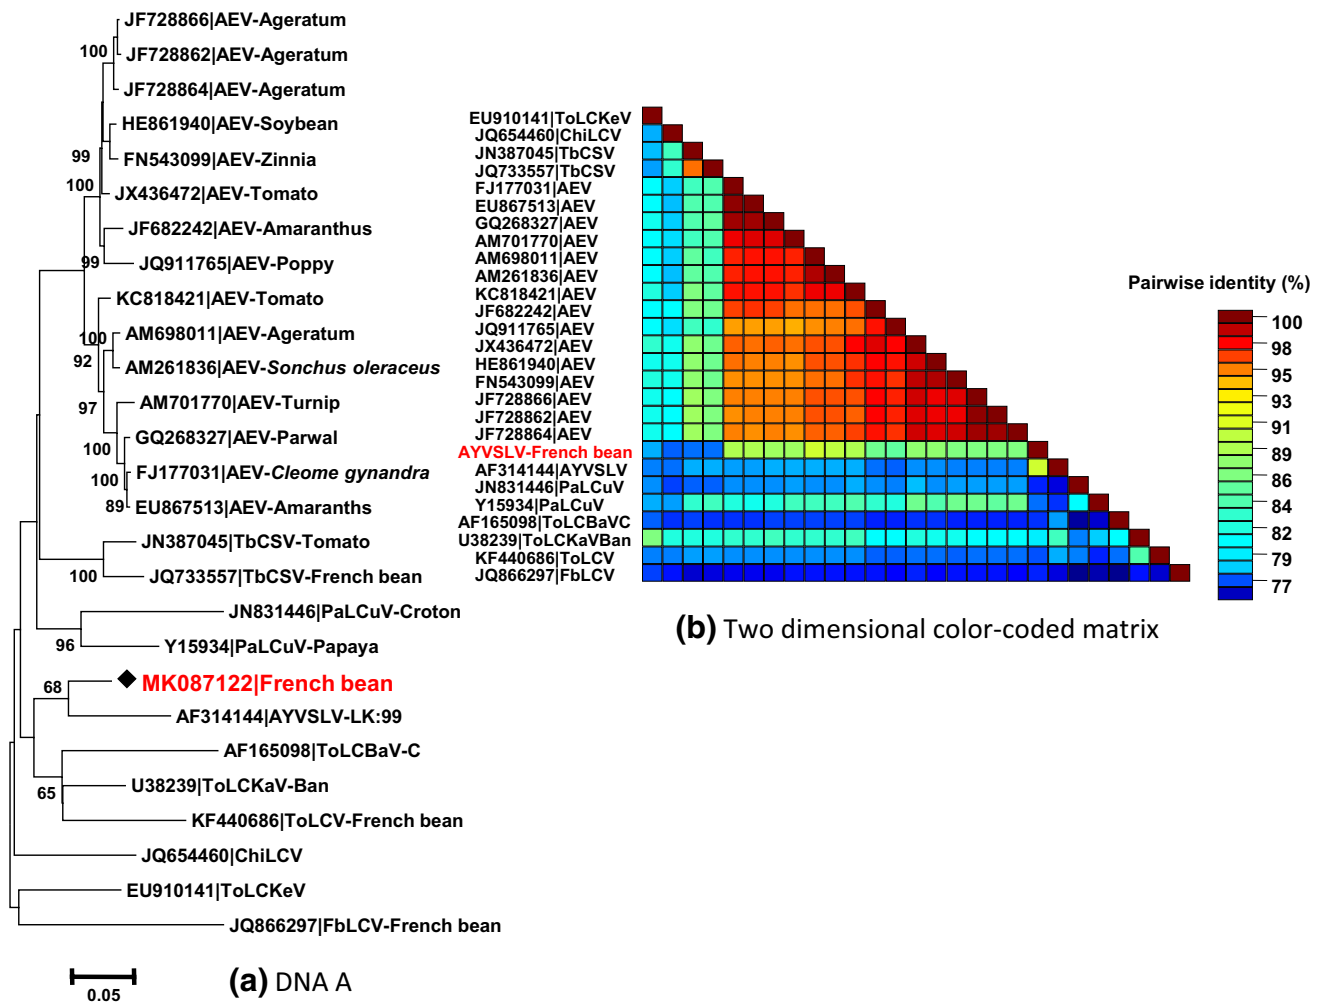 JF728866|AEV-Ageratum
100
JF728862|AEV-Ageratum
JF728864|AEV-Ageratum
HE861940|AEV-Soybean
99
FN543099|AEV-Zinnia
100
JX436472|AEV-Tomato
JF682242|AEV-Amaranthus
99
JQ911765|AEV-Poppy
KC818421|AEV-Tomato
100
AM698011|AEV-Ageratum
92
AM261836|AEV-Sonchus oleraceus
97
AM701770|AEV-Turnip
GQ268327|AEV-Parwal
100
FJ177031|AEV-Cleome gynandra
100
89
EU867513|AEV-Amaranths
JN387045|TbCSV-Tomato
100
JQ733557|TbCSV-French bean
JN831446|PaLCuV-Croton
96
Y15934|PaLCuV-Papaya
68
MK087122|French bean
AF314144|AYVSLV-LK:99
AF165098|ToLCBaV-C
U38239|ToLCKaV-Ban
65
KF440686|ToLCV-French bean
JQ654460|ChiLCV
EU910141|ToLCKeV
JQ866297|FbLCV-French bean
0.05
(a) DNA A
EU910141|ToLCKeV
JQ654460|ChiLCV
JN387045|TbCSV
JQ733557|TbCSV
FJ177031|AEV
EU867513|AEV
GQ268327|AEV
AM701770|AEV
AM698011|AEV
AM261836|AEV
KC818421|AEV
JF682242|AEV
JQ911765|AEV
JX436472|AEV
HE861940|AEV
FN543099|AEV
JF728866|AEV
JF728862|AEV
JF728864|AEV
AYVSLV-French bean
AF314144|AYVSLV
JN831446|PaLCuV
Y15934|PaLCuV
AF165098|ToLCBaVC
U38239|ToLCKaVBan
KF440686|ToLCV
JQ866297|FbLCV
(b) Two dimensional color-coded matrix
Pairwise identity (%)
100
98
95
93
91
89
86
84
82
79
77